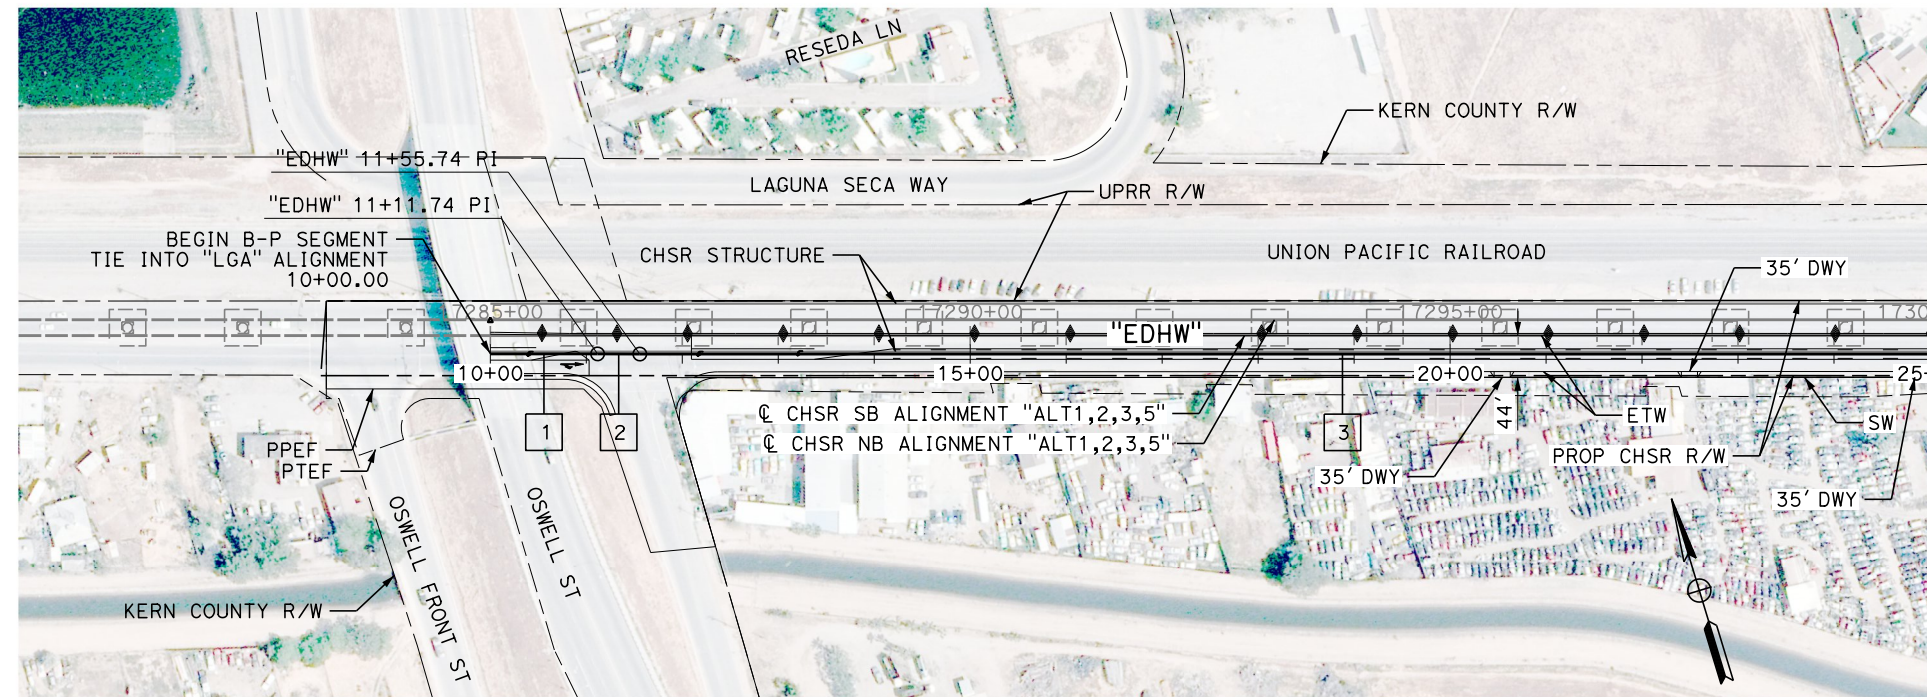 RESEDA LN
KERN COUNTY R/W
"EDHW" 11+55.74 PI
LAGUNA SECA WAY
UPRR R/W
"EDHW" 11+11.74 PI
BEGIN B-P SEGMENT
TIE INTO "LGA" ALIGNMENT
10+00.00
CHSR STRUCTURE
UNION PACIFIC RAILROAD
35' DWY
7285+00
17290+00
17295+00
1730
"EDHW"
10+00
15+00
20+00
25+
℄ CHSR SB ALIGNMENT "ALT1,2,3,5"
℄ CHSR NB ALIGNMENT "ALT1,2,3,5"
1
2
3
44'
ETW
SW
PPEF
PTEF
35' DWY
PROP CHSR R/W
35' DWY
OSWELL FRONT ST
OSWELL ST
KERN COUNTY R/W